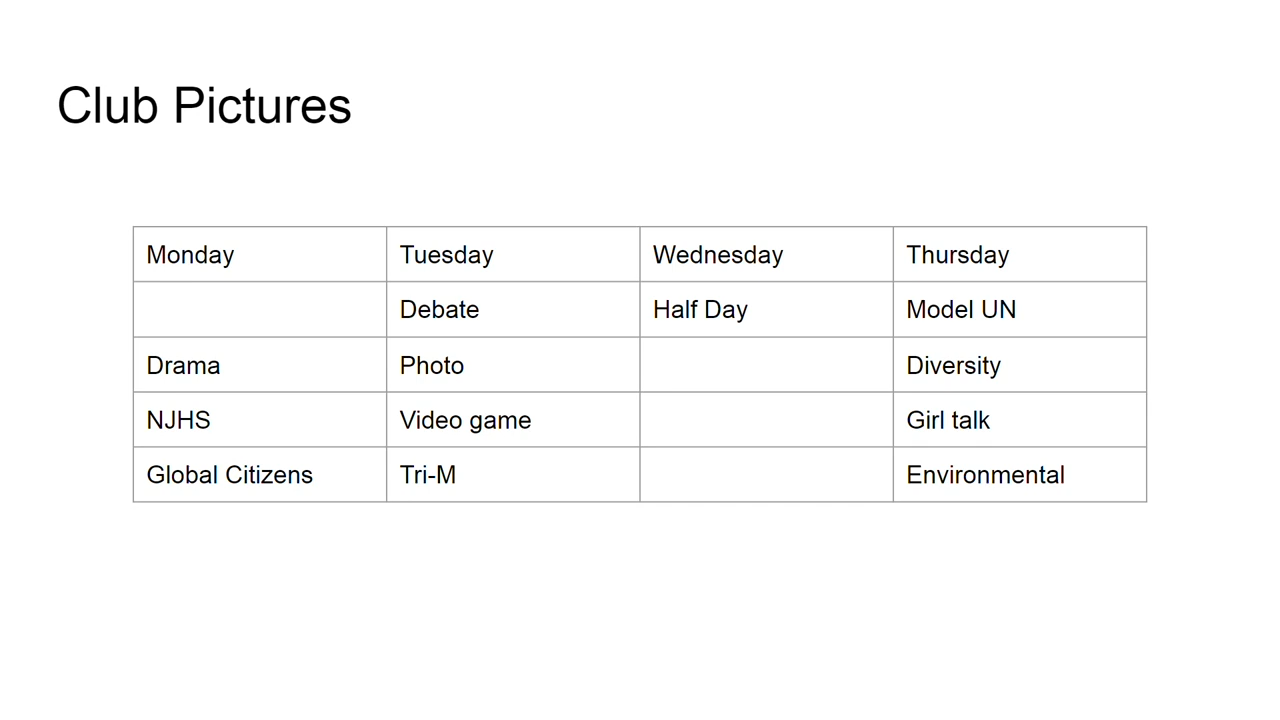 Club Pictures
Monday Tuesday Wednesday Thursday
Debate Half Day Model UN
Drama Photo Diversity
NJHS Video game Girl talk
Global Citizens Tri-M Environmental